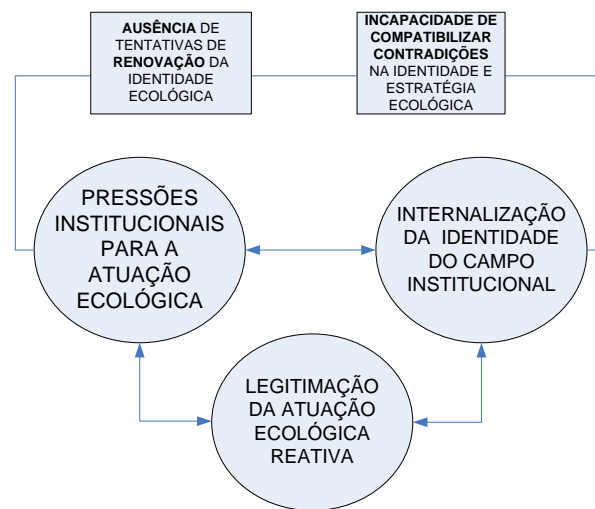 AUSÊNCIA DE
TENTATIVAS DE
RENOVAÇÃO DA
IDENTIDADE
ECOLÓGICA
INCAPACIDADE DE
COMPATIBILIZAR
CONTRADIÇÕES
NA IDENTIDADE E
ESTRATÉGIA
ECOLÓGICA
PRESSÕES
INSTITUCIONAIS
PARA A
ATUAÇÃO
ECOLÓGICA
INTERNALIZAÇÃO
DA IDENTIDADE
DO CAMPO
INSTITUCIONAL
LEGITIMAÇÃO
DA ATUAÇÃO
ECOLÓGICA
REATIVA